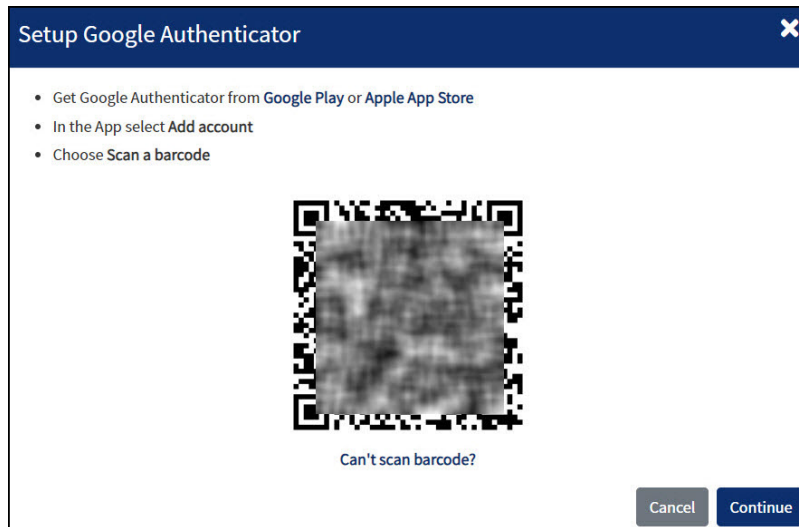 Setup Google Authenticator
Get Google Authenticator from Google Play or Apple App Store
In the App select Add account
Choose Scan a barcode
Can't scan barcode?
Cancel Continue